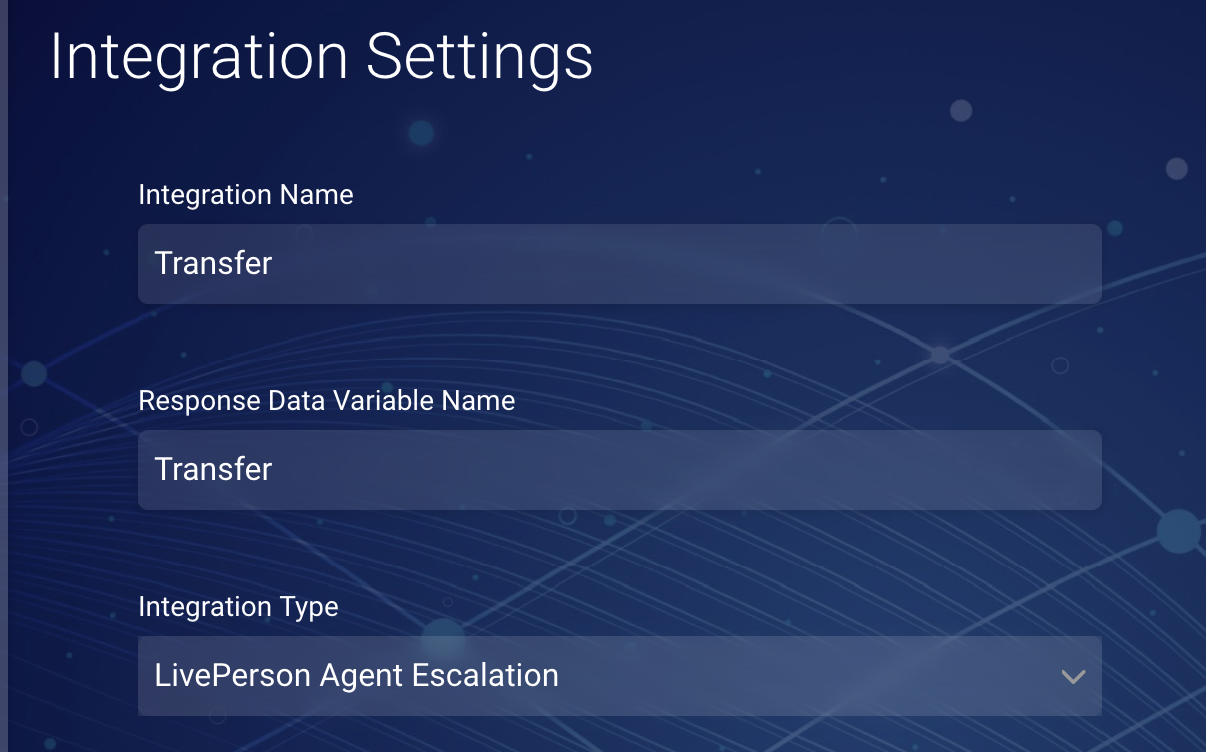 Integration Settings
Integration Name
Transfer
Response Data Variable Name
Transfer
Integration Type
LivePerson Agent Escalation